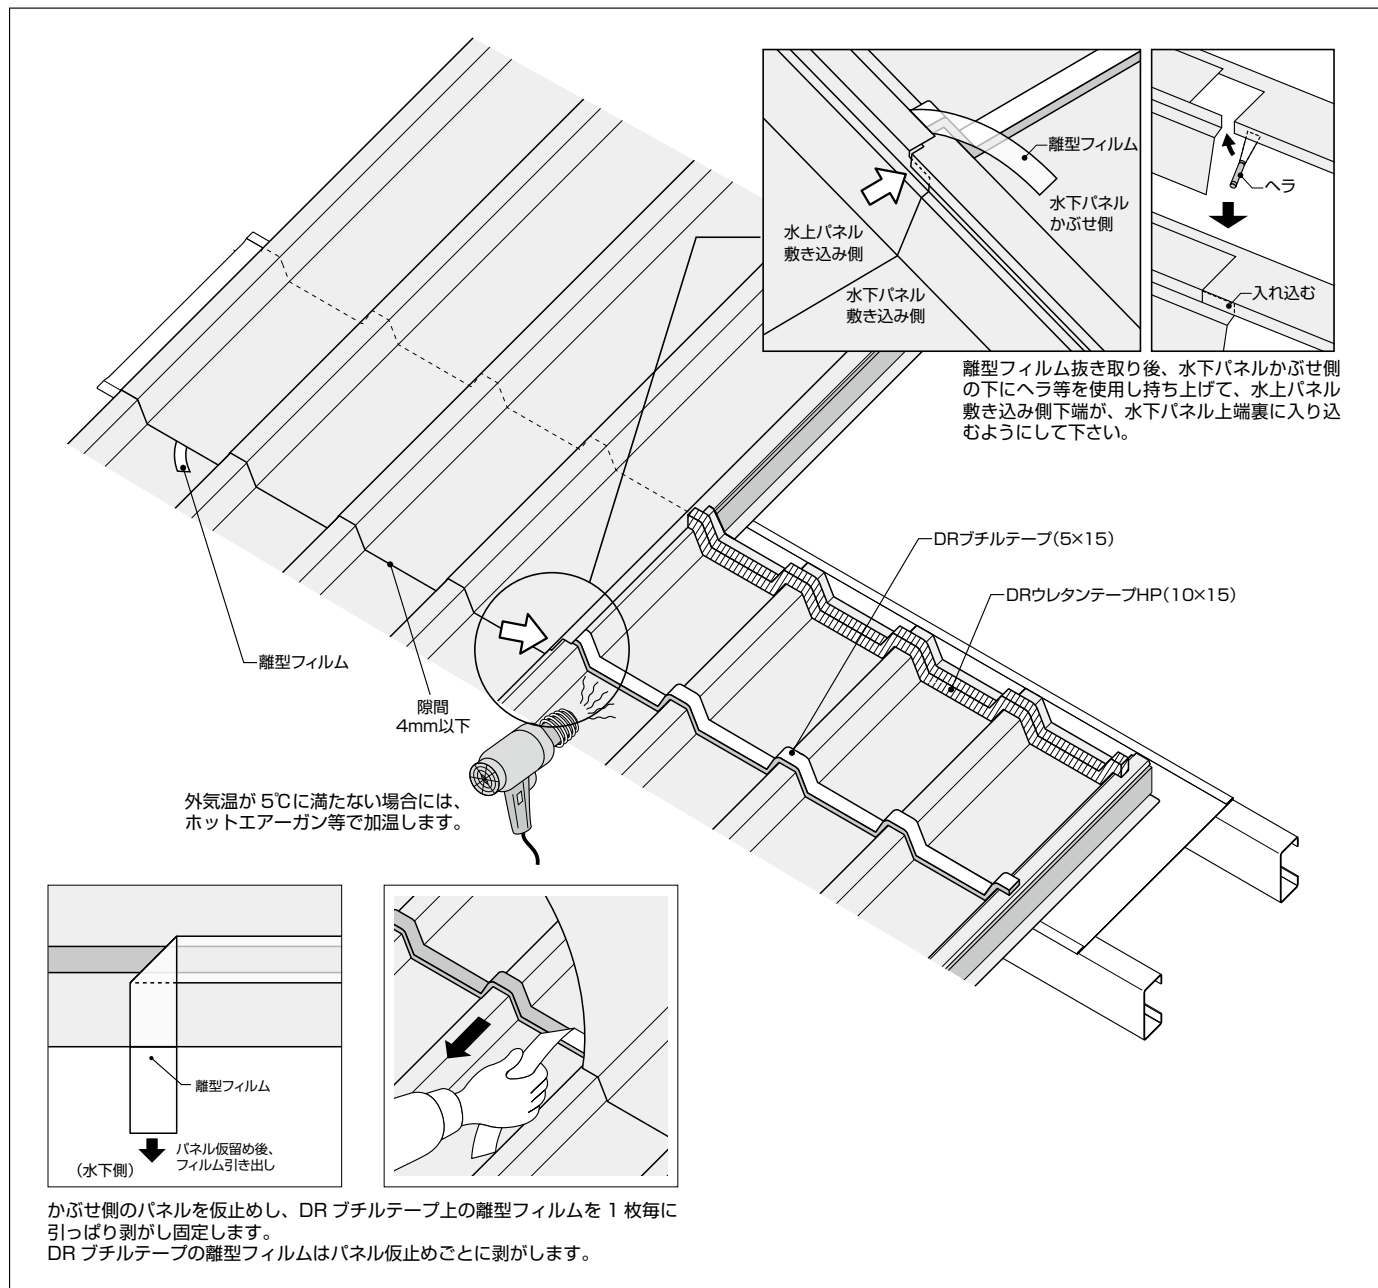 離型フィルム
水下パネル
かぶせ側
水上パネル
敷き込み側
水下パネル
敷き込み側
ヘラ
入れ込む
離型フィルム抜き取り後、水下パネルかぶせ側
の下にヘラ等を使用し持ち上げて、水上パネル
敷き込み側下端が、水下パネル上端裏に入り込
むようにして下さい。
DRブチルテープ(5×15)
DRウレタンテープHP(10×15)
離型フィルム
隙間
4mm以下
外気温が 5℃に満たない場合には、
ホットエアーガン等で加温します。
離型フィルム
パネル仮留め後、
フィルム引き出し
(水下側)
かぶせ側のパネルを仮止めし、DR ブチルテープ上の離型フィルムを 1 枚毎に
引っぱり剥がし固定します。
DR ブチルテープの離型フィルムはパネル仮止めごとに剥がします。